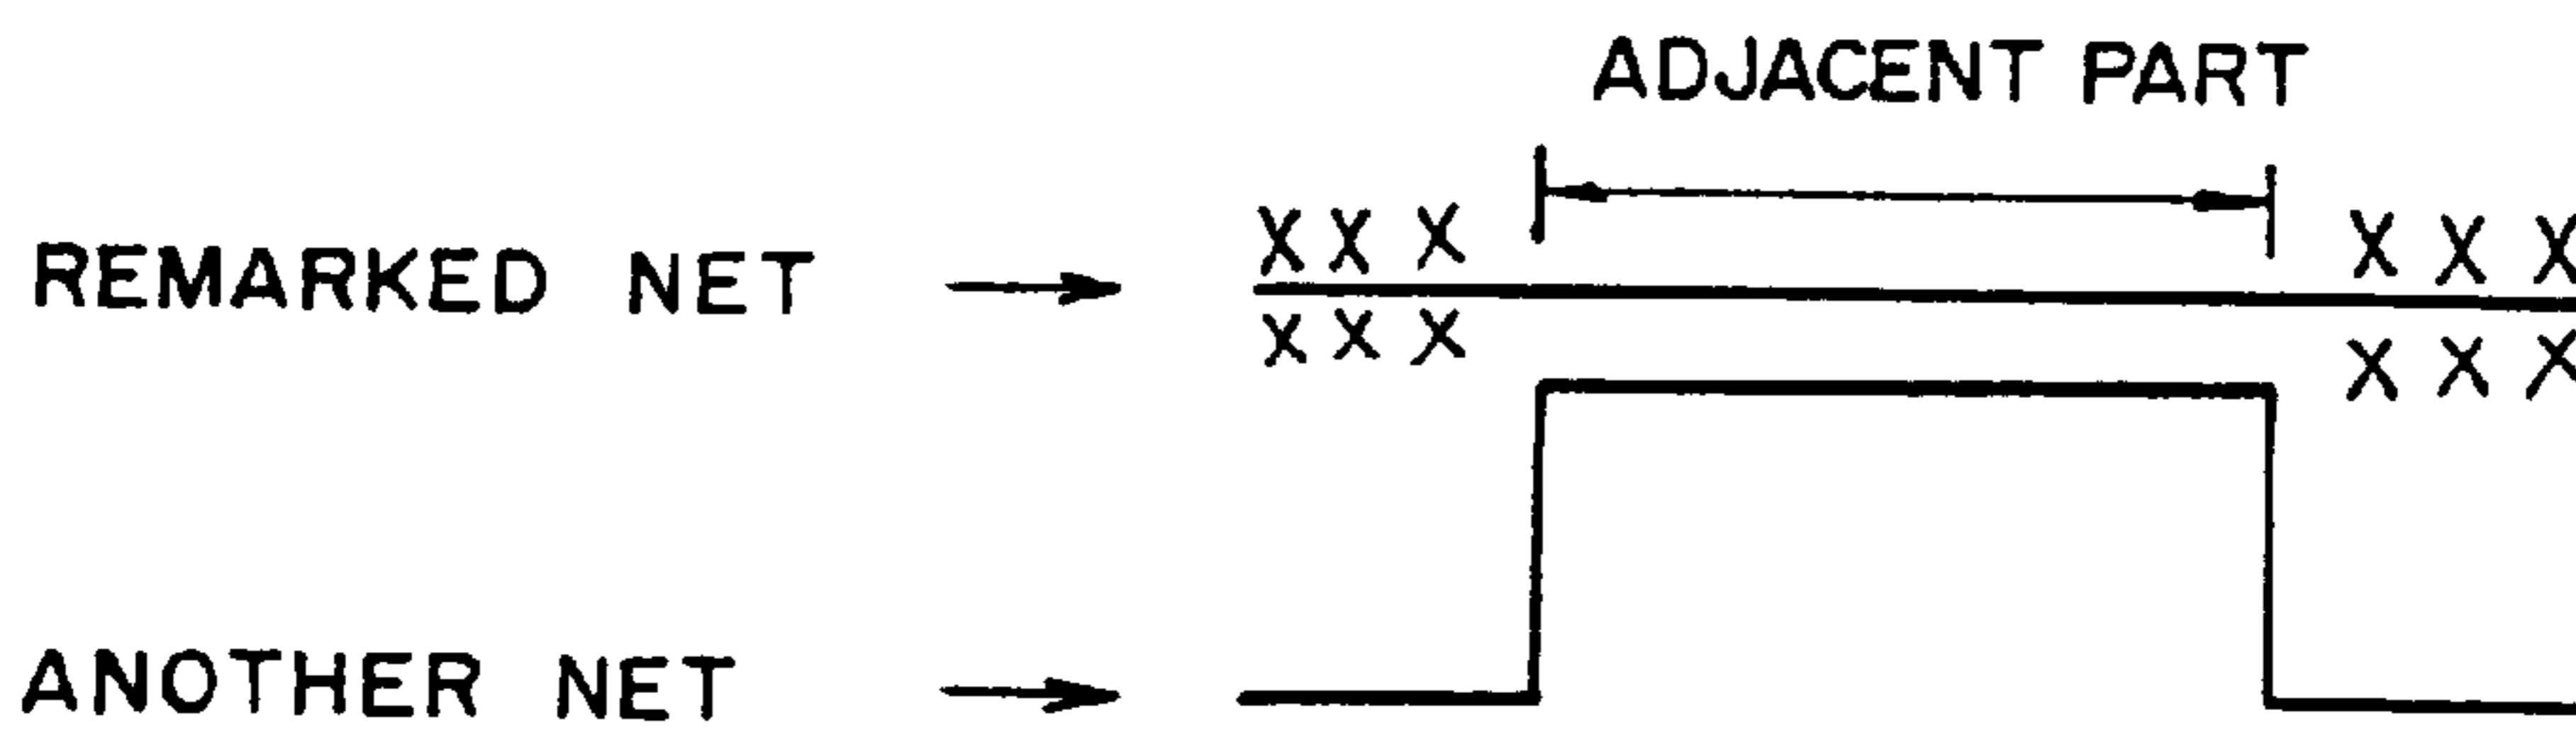 ADJACENT PART
X X X X X X
REMARKED NET
X X X X X X
ANOTHER NET